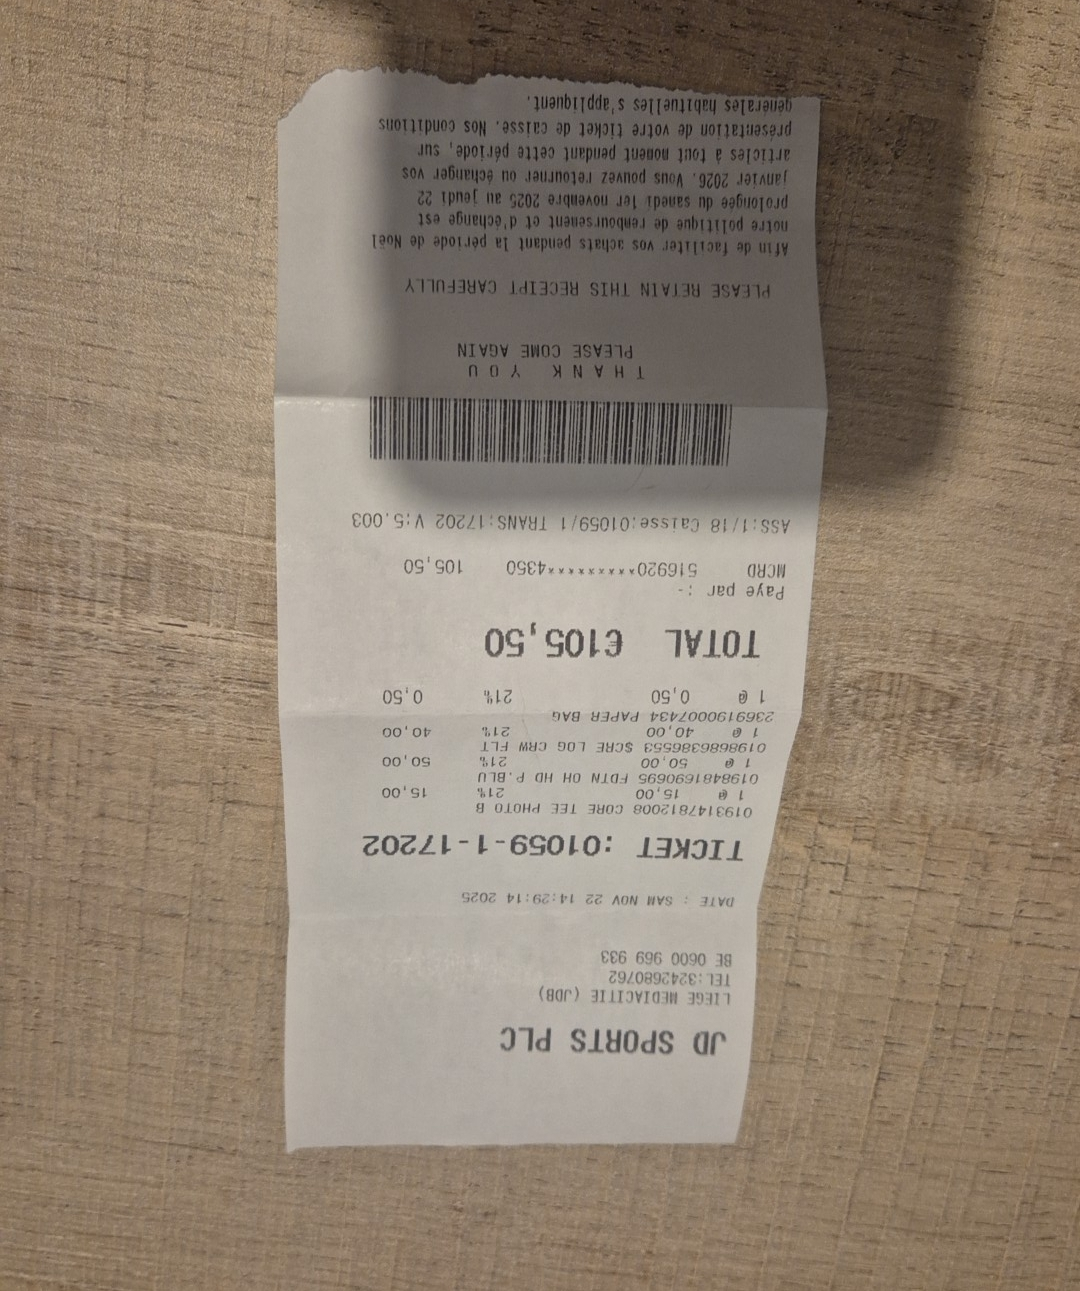 JD SPORTS PLC
LIEGE MEDIACITIE (JDB)
TEL:3242680762
BE 0600 969 933
DATE : SAM NOV 22 14:29:14 2025
TICKET :01059-1-17202
0193147812008 CORE TEE PHOTO B
1 @ 15,00 21% 15,00
0198481690695 FDTN OH HD P.BLU
1 @ 50,00 21% 50,00
0198686386553 $CRE LOG CRW FLT
1 @ 40,00 21% 40,00
2369190007434 PAPER BAG
1 @ 0,50 21% 0,50
TOTAL €105,50
Paye par :-
MCRD 516920**********4350 105,50
ASS:1/18 Caisse:01059/1 TRANS:17202 V:5.003
T H A N K Y O U
PLEASE COME AGAIN
PLEASE RETAIN THIS RECEIPT CAREFULLY
Afin de faciliter vos achats pendant la période de Noël
notre politique de remboursement et d'échange est
prolongée du samedi 1er novembre 2025 au jeudi 22
janvier 2026. Vous pouvez retourner ou échanger vos
articles à tout moment pendant cette période, sur
présentation de votre ticket de caisse. Nos conditions
générales habituelles s'appliquent.